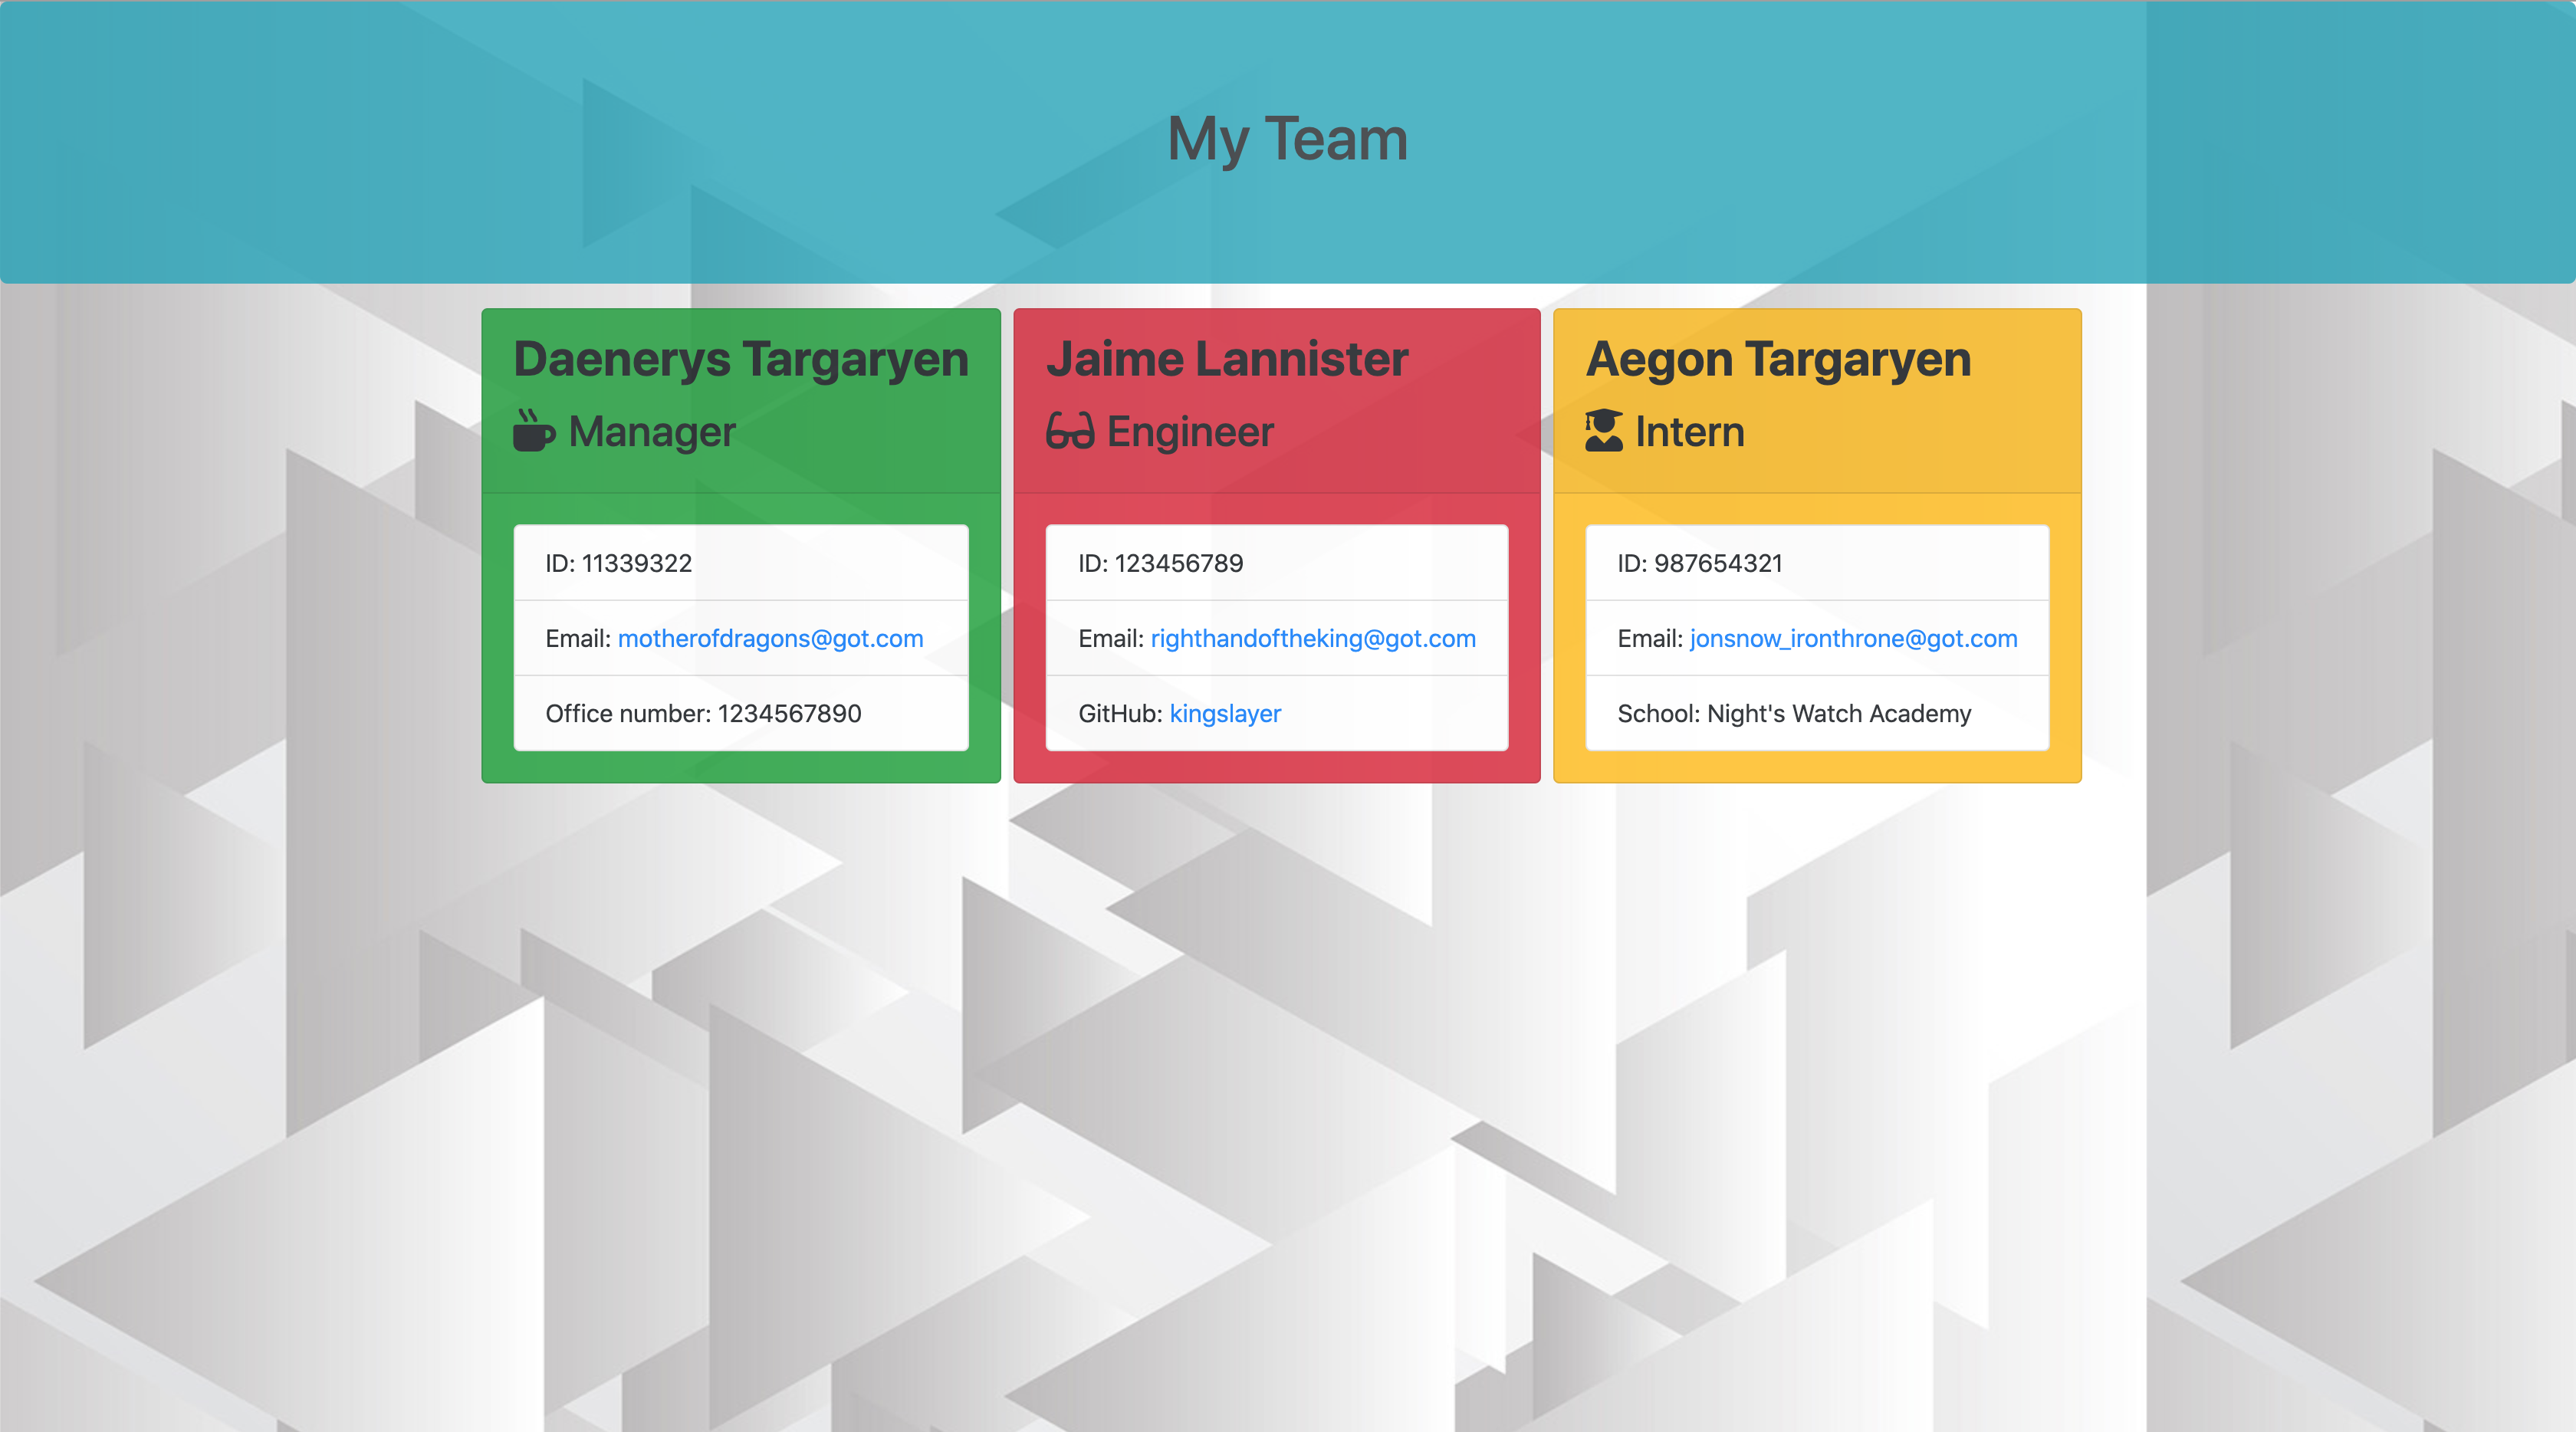 My Team
Daenerys Targaryen
Manager
ID: 11339322
Email: motherofdragons@got.com
Office number: 1234567890
Jaime Lannister
Engineer
ID: 123456789
Email: righthandoftheking@got.com
GitHub: kingslayer
Aegon Targaryen
Intern
ID: 987654321
Email: jonsnow_ironthrone@got.com
School: Night's Watch Academy